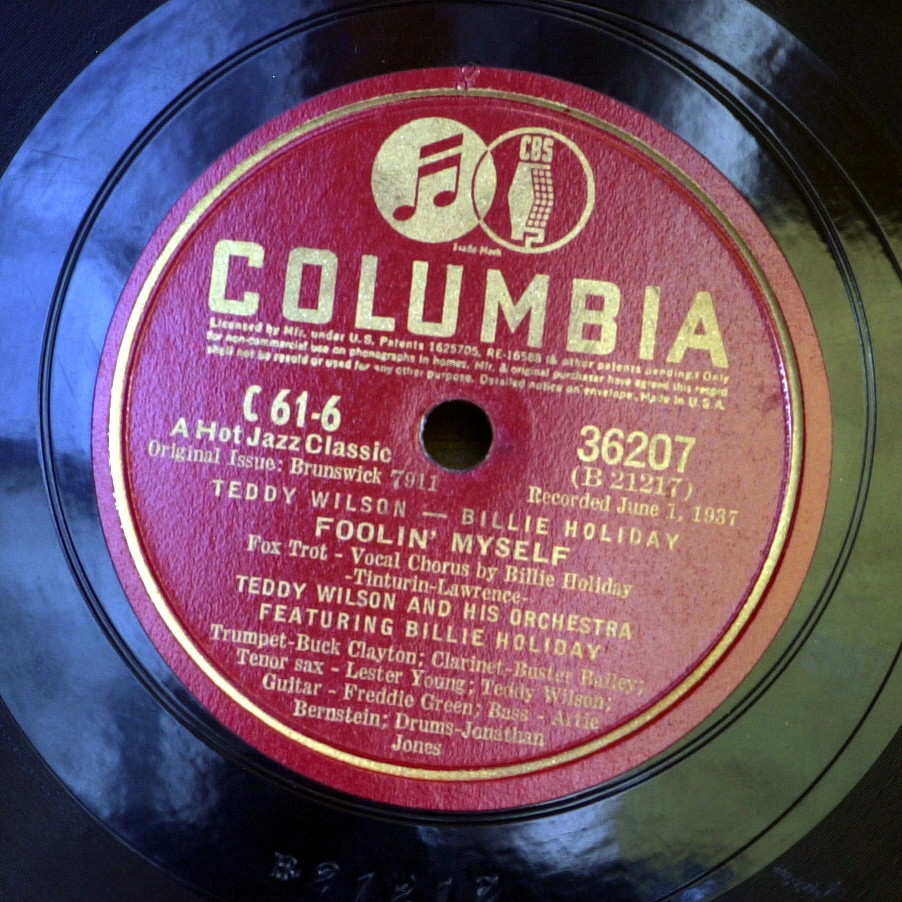 CBS
Trade-Mark
COLUMBIA
Licensed by Mfr. under U.S. Patents 1625705, RE-16588 (& other patents pending) Only
for non-commercial use on phonographs in homes. Mfr. & original purchaser have agreed this record
shall not be resold or used for any other purpose. Detailed notice on envelope. Made in U.S.A.
C 61-6
A Hot Jazz Classic
Original Issue: Brunswick 7911
36207
(B 21217)
Recorded June 1, 1937
TEDDY WILSON — BILLIE HOLIDAY
FOOLIN' MYSELF
Fox Trot - Vocal Chorus by Billie Holiday
-Tinturin-Lawrence-
TEDDY WILSON AND HIS ORCHESTRA
FEATURING BILLIE HOLIDAY
Trumpet-Buck Clayton; Clarinet-Buster Bailey;
Tenor sax - Lester Young; Teddy Wilson;
Guitar - Freddie Green; Bass - Artie
Bernstein; Drums-Jonathan
Jones
B21217